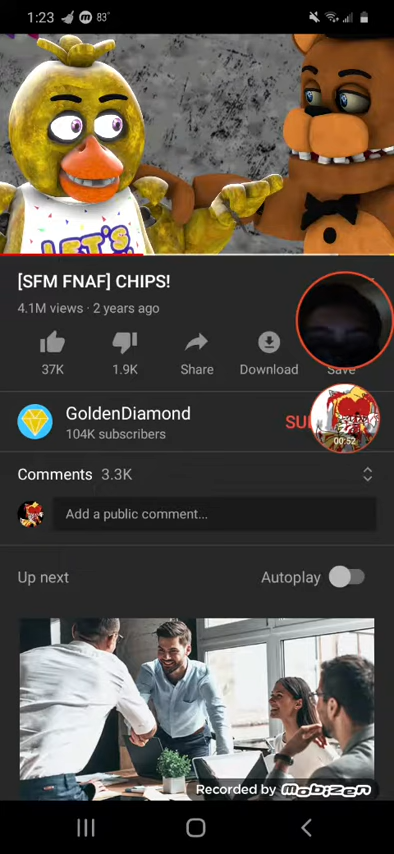 1:23
83°
LET'S
[SFM FNAF] CHIPS!
4.1M views · 2 years ago
37K
1.9K
Share
Download
Save
GoldenDiamond
104K subscribers
SU
00:52
Comments 3.3K
Add a public comment...
Up next
Autoplay
Recorded by mobizen